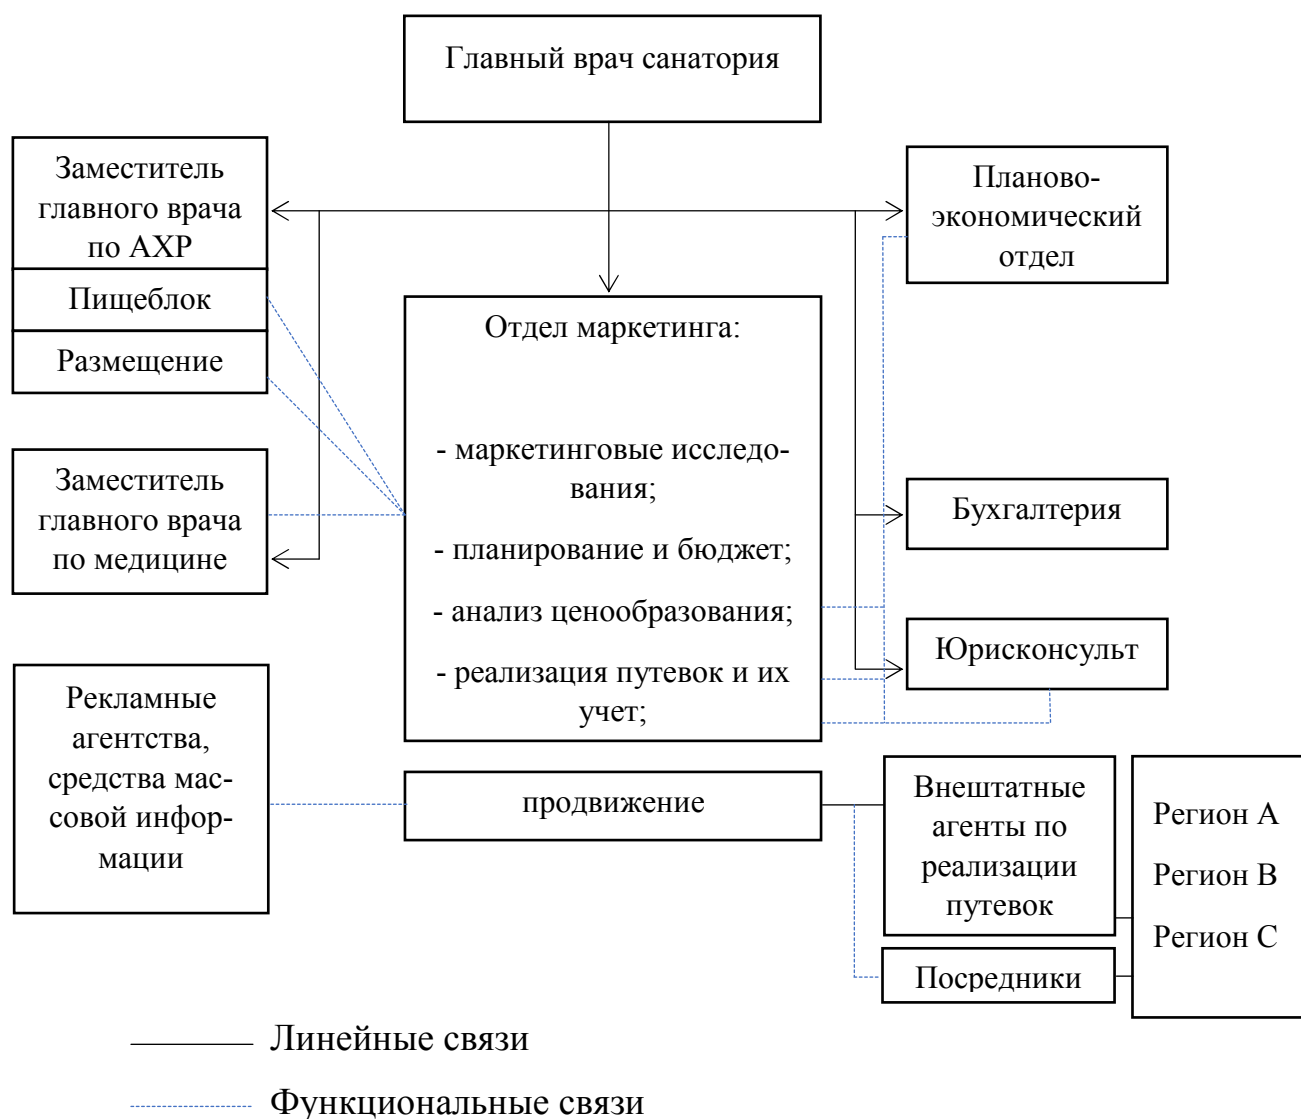 Главный врач санатория
Заместитель
главного врача
по АХР
Пищеблок
Размещение
Планово-
экономический
отдел
Отдел маркетинга:
- маркетинговые исследо-
вания;
- планирование и бюджет;
- анализ ценообразования;
- реализация путевок и их
учет;
Заместитель
главного врача
по медицине
Бухгалтерия
Юрисконсульт
Рекламные
агентства,
средства мас-
совой инфор-
мации
продвижение
Внештатные
агенты по
реализации
путевок
Посредники
Регион А
Регион В
Регион С
Линейные связи
Функциональные связи